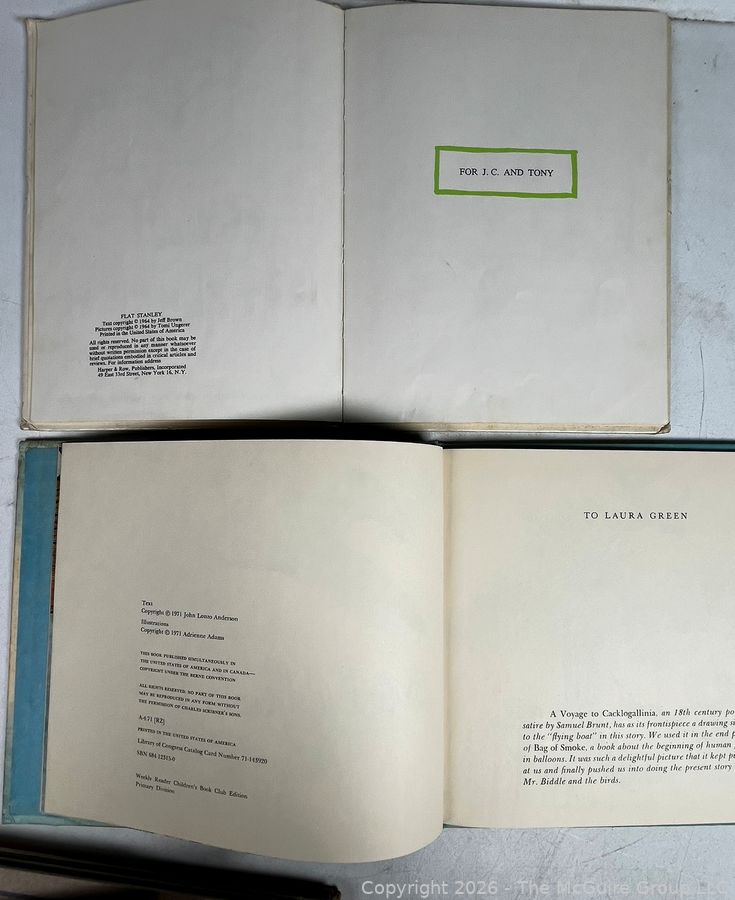 FOR J. C. AND TONY
FLAT STANLEY
Text copyright © 1964 by Jeff Brown
Pictures copyright © 1964 by Tomi Ungerer
Printed in the United States of America
All rights reserved. No part of this book may be
used or reproduced in any manner whatsoever
without written permission except in the case of
brief quotations embodied in critical articles and
reviews. For information address
Harper & Row, Publishers, Incorporated
49 East 33rd Street, New York 16, N.Y.
Text
Copyright © 1971 John Lonzo Anderson
Illustrations
Copyright © 1971 Adrienne Adams
THIS BOOK PUBLISHED SIMULTANEOUSLY IN
THE UNITED STATES OF AMERICA AND IN CANADA—
COPYRIGHT UNDER THE BERNE CONVENTION
ALL RIGHTS RESERVED. NO PART OF THIS BOOK
MAY BE REPRODUCED IN ANY FORM WITHOUT
THE PERMISSION OF CHARLES SCRIBNER'S SONS.
A-4.71 [RZ]
PRINTED IN THE UNITED STATES OF AMERICA
Library of Congress Catalog Card Number 71-143920
SBN 684-12315-0
Weekly Reader Children's Book Club Edition
Primary Division
TO LAURA GREEN
A Voyage to Cacklogallinia, an 18th century
satire by Samuel Brunt, has as its frontispiece a drawing
to the "flying boat" in this story. We used it in the end
of Bag of Smoke, a book about the beginning of human
in balloons. It was such a delightful picture that it kept
at us and finally pushed us into doing the present story
Mr. Biddle and the birds.
Copyright 2026 - The McGuire Group LLC